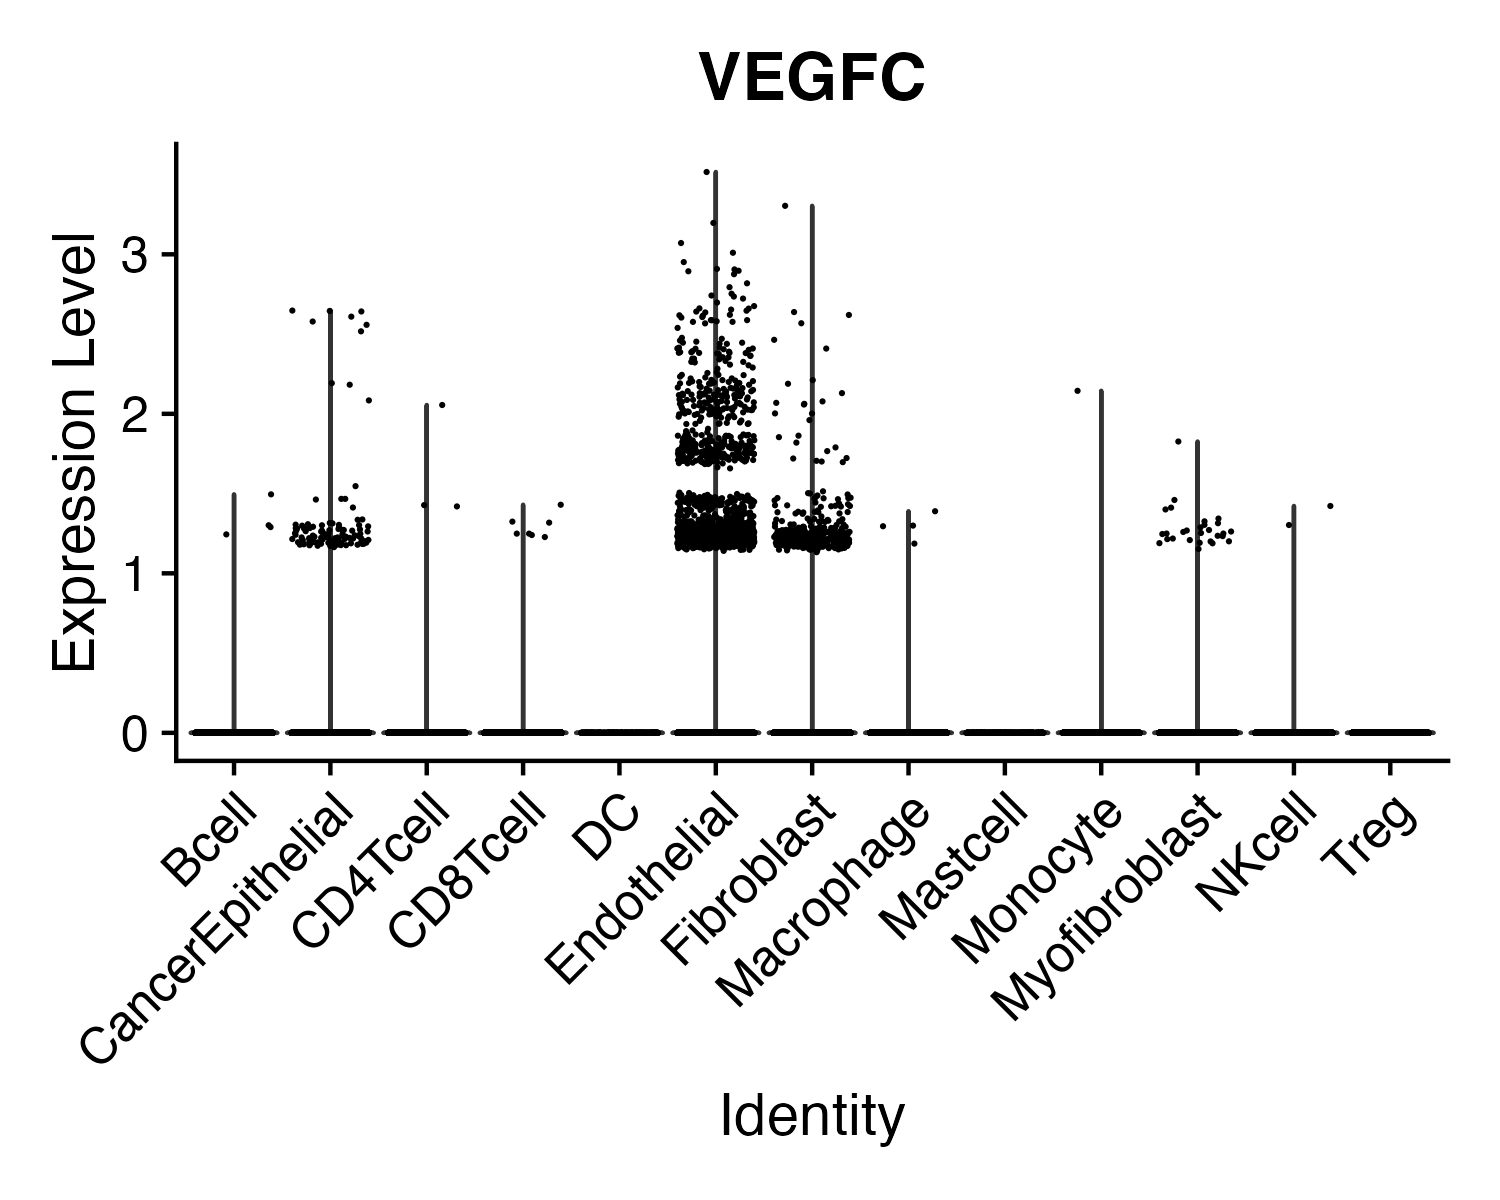 VEGFC
Expression Level
3
2
1
0
Bcell
CancerEpithelial
CD4Tcell
CD8Tcell
DC
Endothelial
Fibroblast
Macrophage
Mastcell
Monocyte
Myofibroblast
NKcell
Treg
Identity